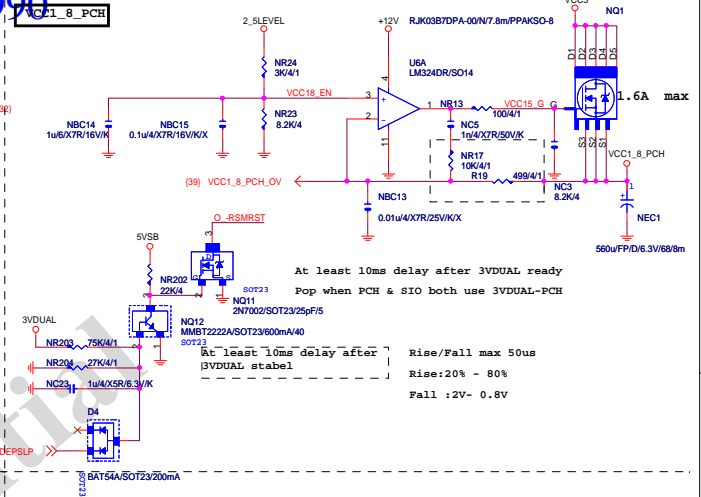 VCC1_8_PCH
2_5LEVEL
+12V
RJK03B7DPA-00/N/7.8m/PPAKSO-8
VCC3
NQ1
NR24
3K/4/1
U6A
LM324DR/SO14
D1
D2
D3
D4
D5
4
VCC18_EN
3
+
2
-
1
11
NR13
100/4/1
VCC15_G
G
1.6A max
NBC14
1u/6/X7R/16V/K
NBC15
0.1u/4/X7R/16V/K/X
NR23
8.2K/4
NC5
1n/4/X7R/50V/K
S3
S2
S1
NR17
10K/4/1
R19
499/4/1
VCC1_8_PCH
{39} VCC1_8_PCH_OV
NBC13
0.01u/4/X7R/25V/K/X
NC3
8.2K/4
+
1
NEC1
560u/FP/D/6.3V/68/8m
O_-RSMRST
5VSB
3
D
G
S
2
1
NR202
22K/4
SOT23
NQ11
2N7002/SOT23/25pF/5
At least 10ms delay after 3VDUAL ready
Pop when PCH & SIO both use 3VDUAL-PCH
3
NQ12
MMBT2222A/SOT23/600mA/40
SOT23
2
1
3VDUAL
NR203
75K/4/1
NR204
27K/4/1
NC23
1u/4/X5R/6.3V/K
At least 10ms delay after
3VDUAL stabel
Rise/Fall max 50us
Rise:20% - 80%
Fall :2V- 0.8V
D4
DEPSLP
BAT54A/SOT23/200mA
SOT23
ntial